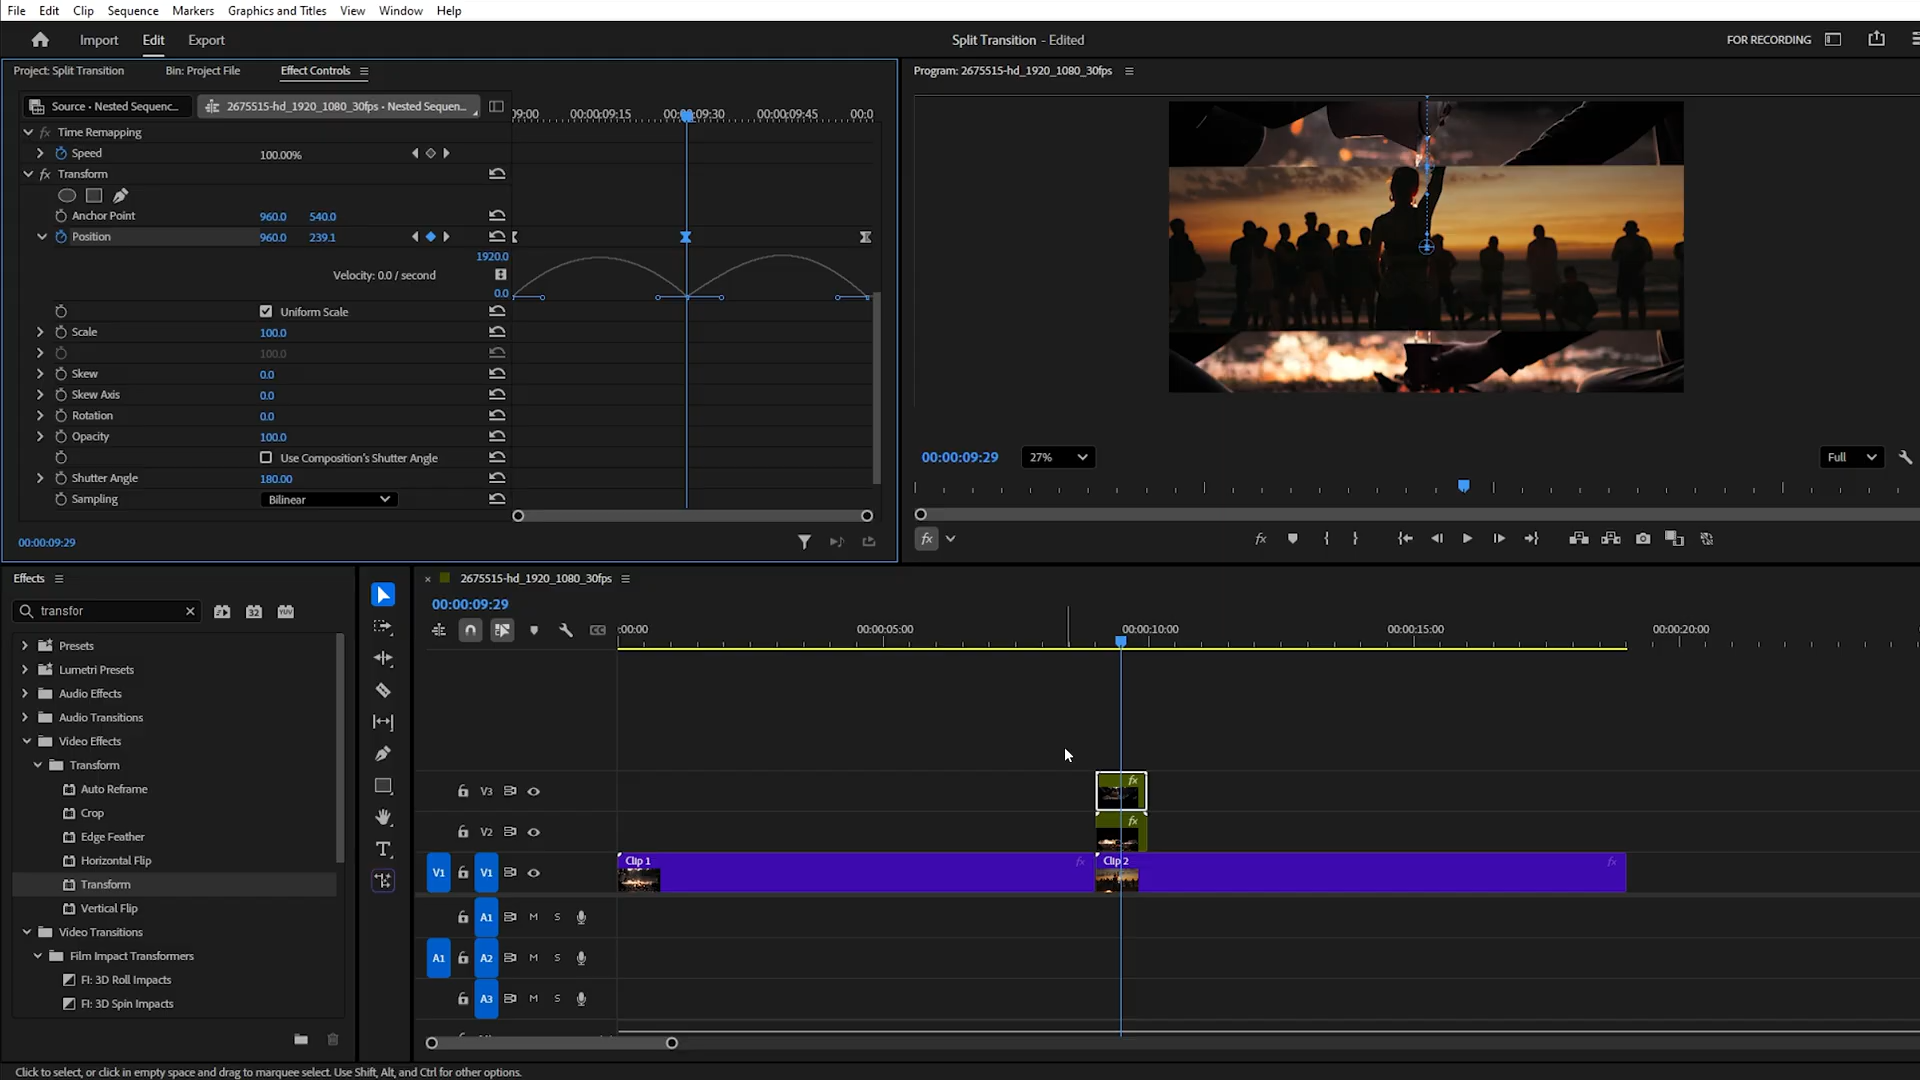 File Edit Clip Sequence Markers Graphics and Titles View Window Help
Import Edit Export
Split Transition - Edited
FOR RECORDING
Project: Split Transition Bin: Project File Effect Controls
Source • Nested Sequenc... 2675515-hd_1920_1080_30fps • Nested Sequen...
00:00:09:15 00:00:09:45
Time Remapping
Speed 100.00%
Transform
Anchor Point 960.0 540.0
Position 960.0 239.1
1920.0
Velocity: 0.0 / second
0.0
Uniform Scale
Scale 100.0
100.0
Skew 0.0
Skew Axis 0.0
Rotation 0.0
Opacity 100.0
Use Composition's Shutter Angle
Shutter Angle 180.00
Sampling Bilinear
00:00:09:29
Program: 2675515-hd_1920_1080_30fps
00:00:09:29 27% Full
fx
Effects
transfor
32 YUV
Presets
Lumetri Presets
Audio Effects
Audio Transitions
Video Effects
Transform
Auto Reframe
Crop
Edge Feather
Horizontal Flip
Transform
Vertical Flip
Video Transitions
Film Impact Transformers
FI: 3D Roll Impacts
FI: 3D Spin Impacts
2675515-hd_1920_1080_30fps
00:00:09:29
CC
:00:00 00:00:05:00 00:00:10:00 00:00:15:00 00:00:20:00
V3 fx
V2 fx
V1 V1 Clip 1 fx Clip 2 fx
A1 M S
A1 A2 M S
A3 M S
Click to select, or click in empty space and drag to marquee select. Use Shift, Alt, and Ctrl for other options.